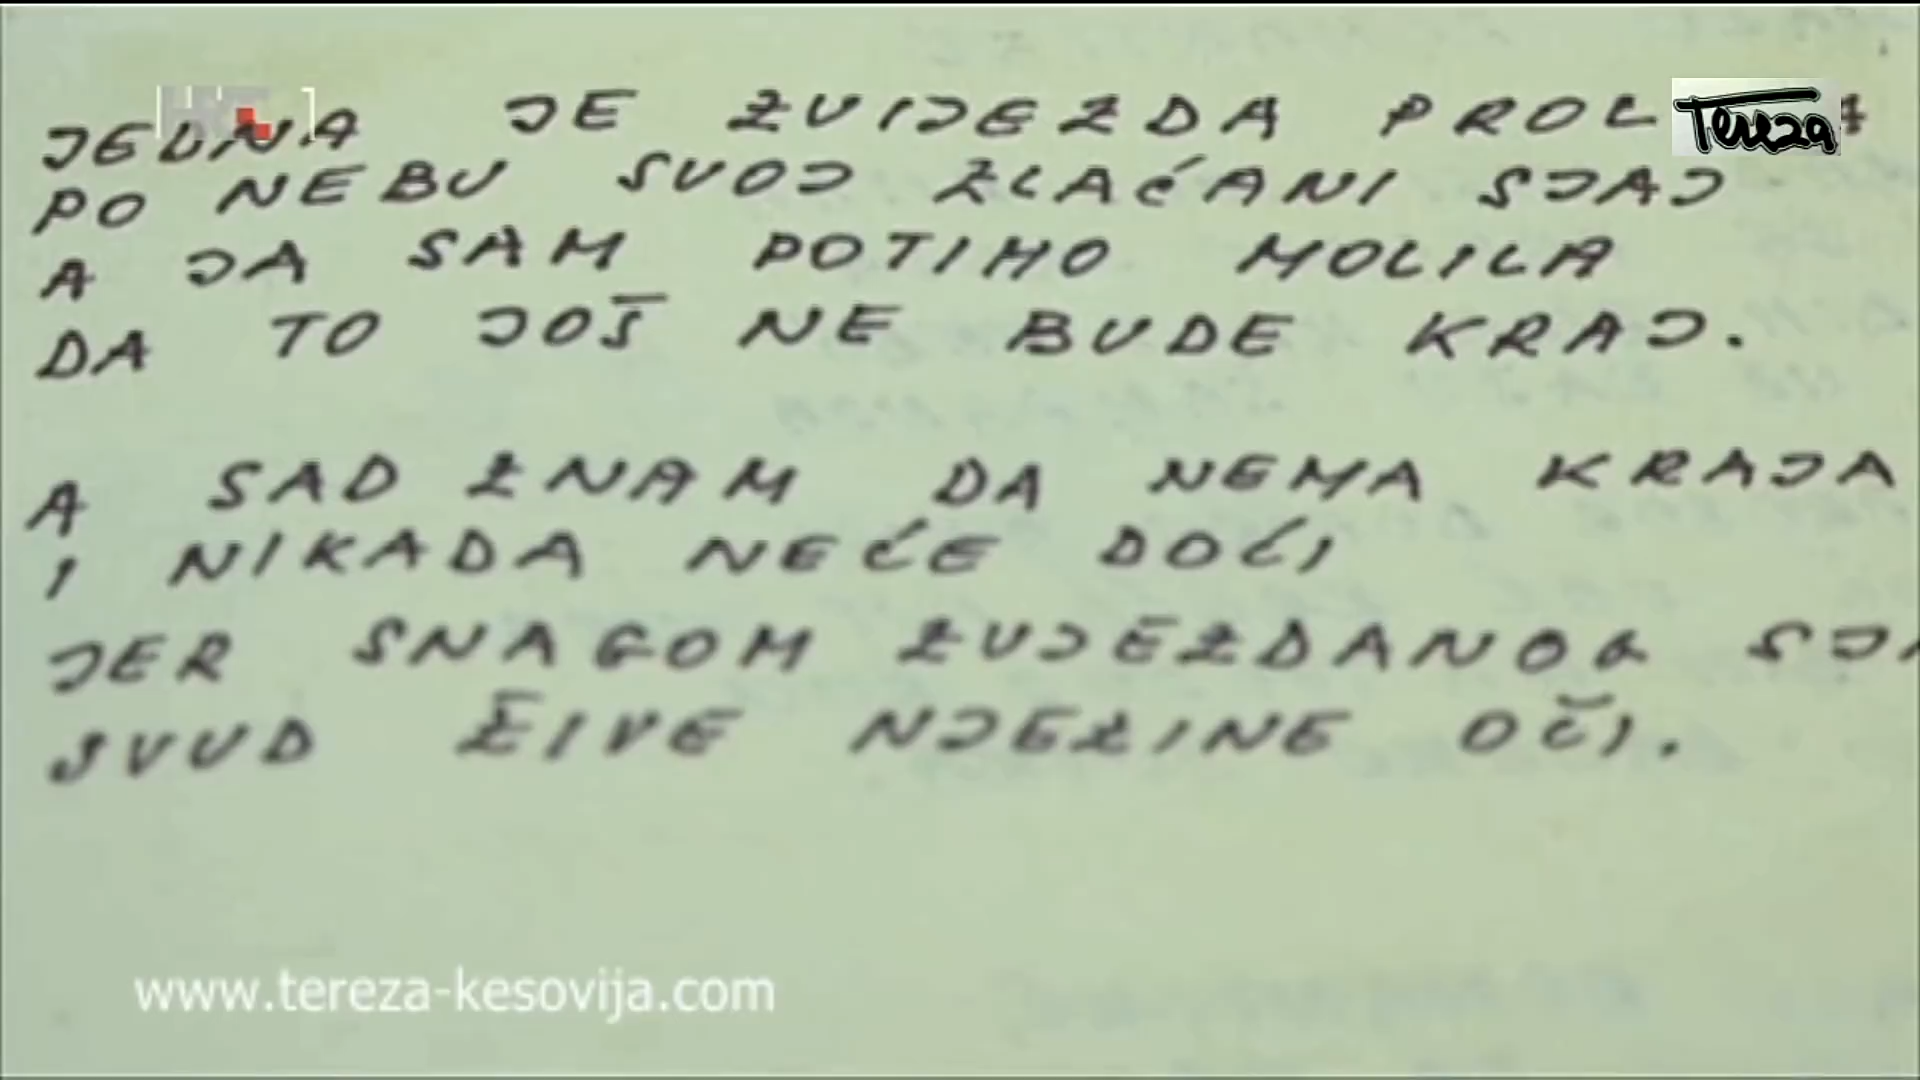 JEDNA JE ZVIJEZDA
PO NEBU SVOJ ZLAĆANI SJAJ
A JA SAM POTIHO MOLILA
DA TO JOŠ NE BUDE KRAJ.
A SAD ZNAM DA NEMA KRAJA
I NIKADA NEĆE DOĆI
JER SNAGOM ZVJEZDANOG
SVUD ŽIVE NJEZINE OČI.
Tereza
www.tereza-kesovija.com